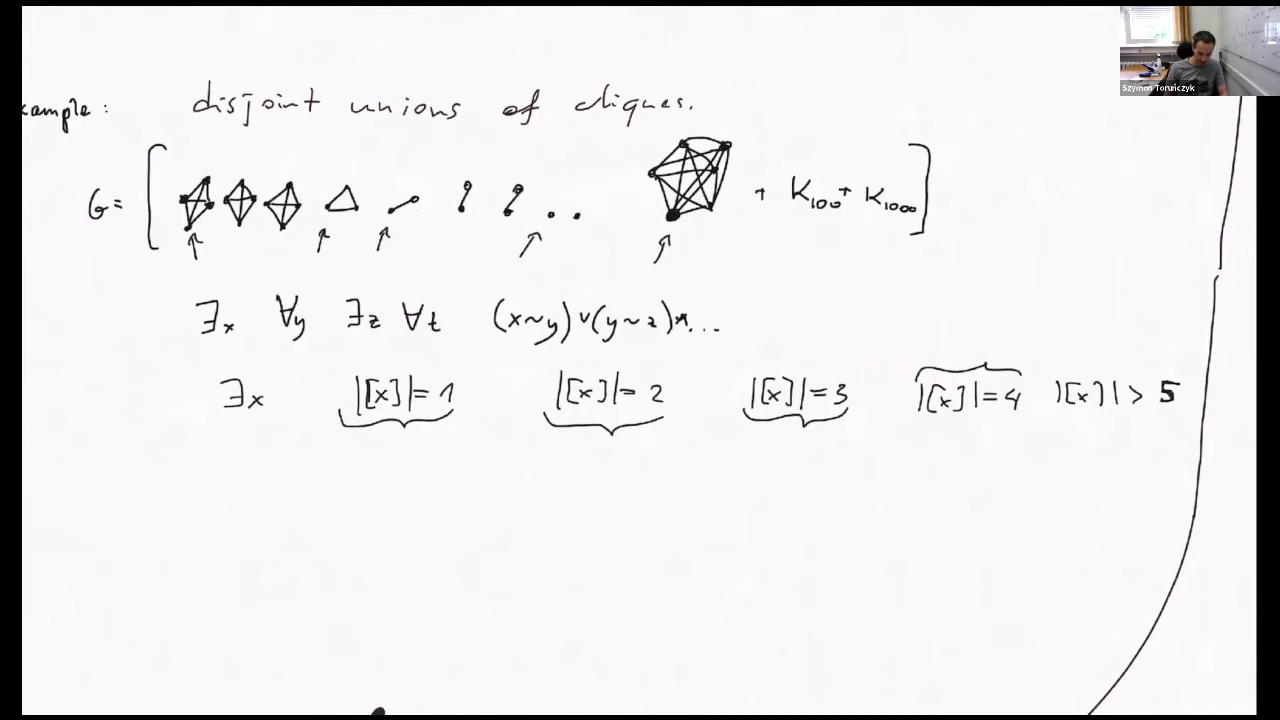 Szymon Toruńczyk
xample :
disjoint unions of cliques.
G = [ + K₁₀₀ + K₁₀₀₀ ]
∃x ∀y ∃z ∀t (x~y) ∨ (y~z) ∧ ...
∃x |[x]| = 1 |[x]| = 2 |[x]| = 3 |[x]| = 4 |[x]| > 5